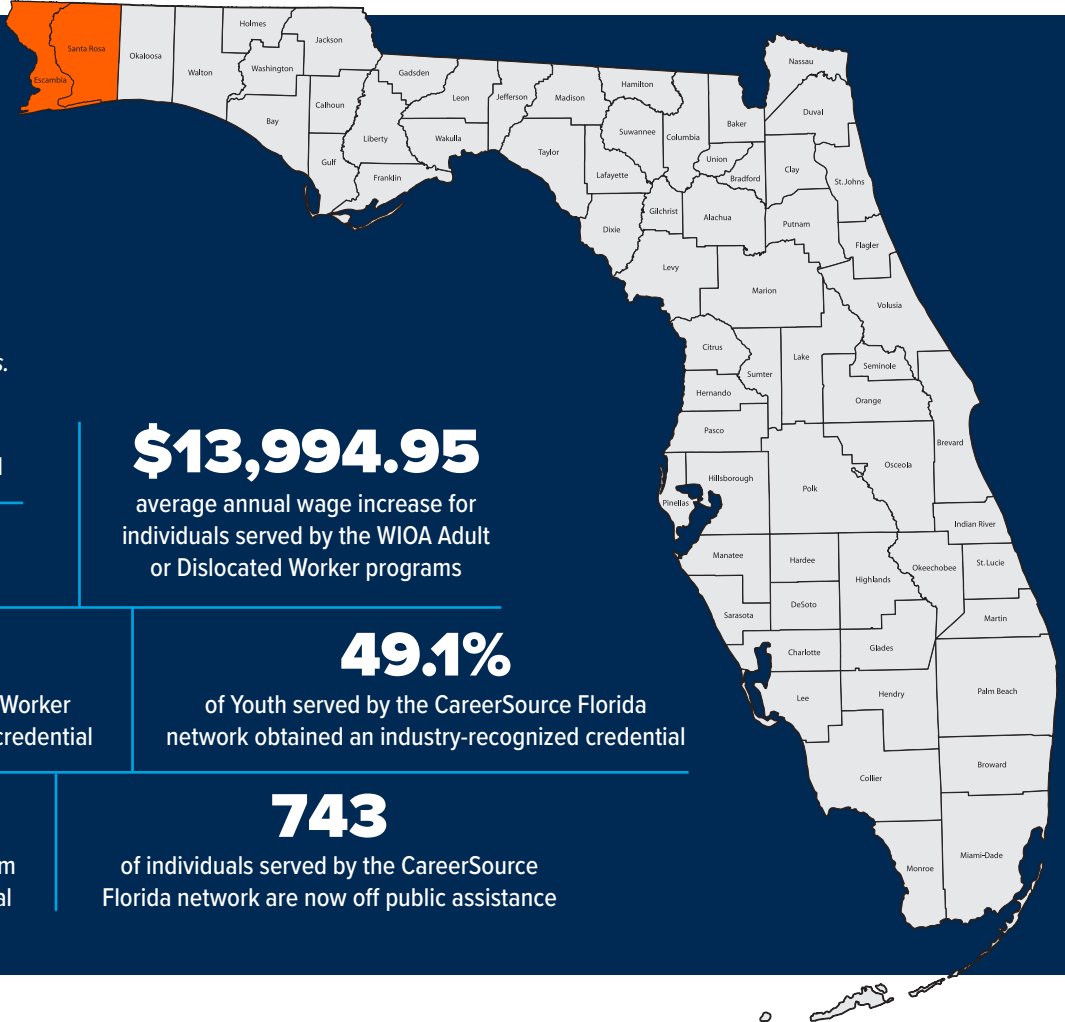 Holmes
Jackson
Santa Rosa
Okaloosa
Walton
Washington
Escambia
Gadsden
Leon
Jefferson
Madison
Hamilton
Nassau
Calhoun
Bay
Liberty
Wakulla
Taylor
Suwannee
Columbia
Baker
Duval
Gulf
Franklin
Lafayette
Union
Bradford
Clay
St. Johns
Dixie
Gilchrist
Alachua
Putnam
Flagler
Levy
Marion
Volusia
Citrus
Sumter
Lake
Seminole
Hernando
Orange
Pasco
Brevard
Hillsborough
Polk
Osceola
Pinellas
Indian River
Manatee
Hardee
Highlands
Okeechobee
St. Lucie
Sarasota
DeSoto
Martin
Charlotte
Glades
Lee
Hendry
Palm Beach
Collier
Broward
Monroe
Miami-Dade
s.
$13,994.95
average annual wage increase for
individuals served by the WIOA Adult
or Dislocated Worker programs
Worker
credential
49.1%
of Youth served by the CareerSource Florida
network obtained an industry-recognized credential
m
al
743
of individuals served by the CareerSource
Florida network are now off public assistance